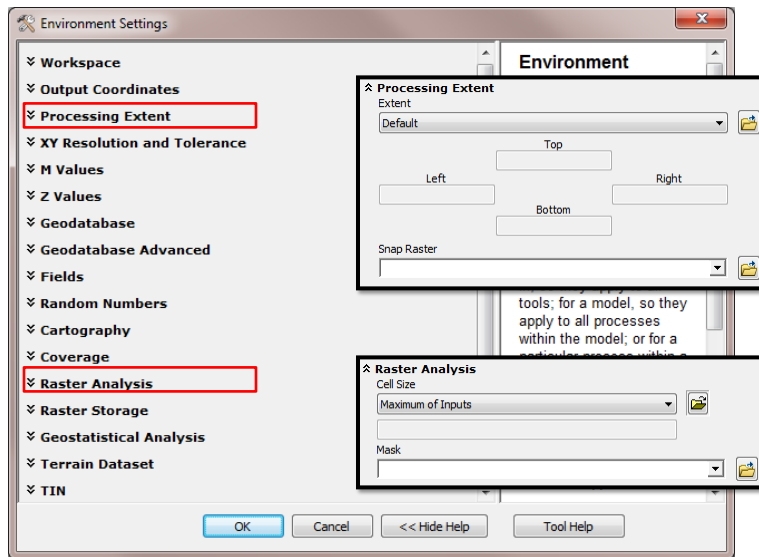 Environment Settings
Workspace
Output Coordinates
Processing Extent
XY Resolution and Tolerance
M Values
Z Values
Geodatabase
Geodatabase Advanced
Fields
Random Numbers
Cartography
Coverage
Raster Analysis
Raster Storage
Geostatistical Analysis
Terrain Dataset
TIN
Environment
Processing Extent
Extent
Default
Top
Left
Right
Bottom
Snap Raster
tools; for a model, so they
apply to all processes
within the model; or for a
Raster Analysis
Cell Size
Maximum of Inputs
Mask
OK
Cancel
<< Hide Help
Tool Help